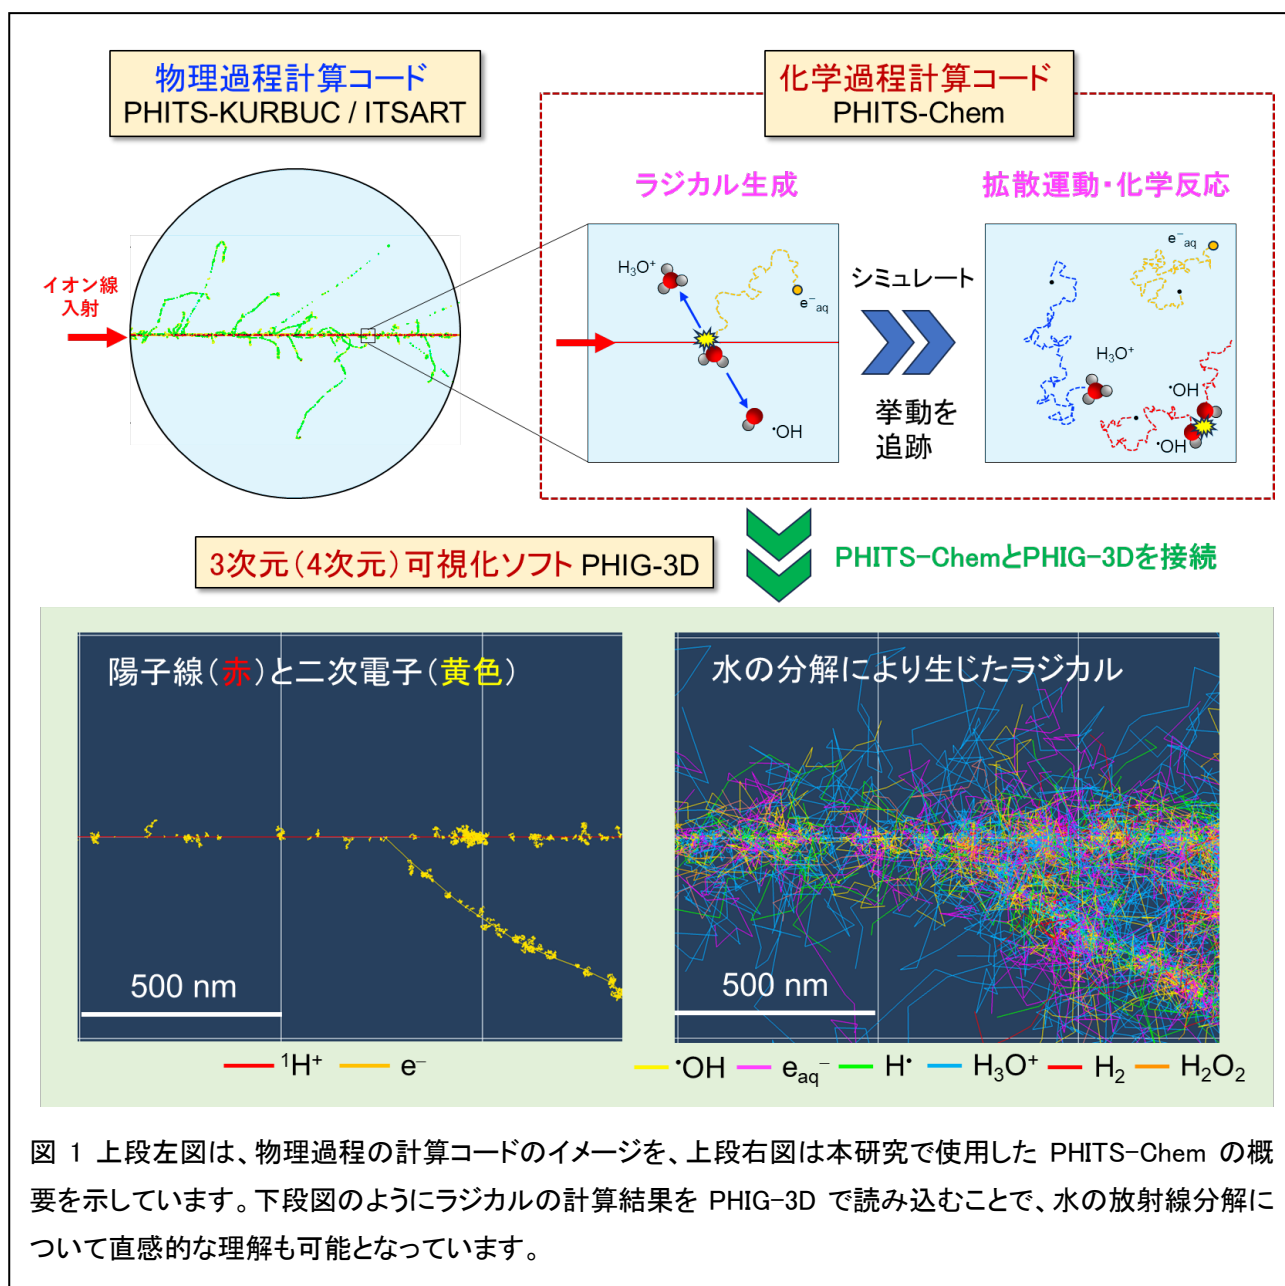 物理過程計算コード
PHITS-KURBUC / ITSART
化学過程計算コード
PHITS-Chem
イオン線
入射
ラジカル生成
H₃O⁺
e⁻aq
•OH
シミュレート
挙動を
追跡
拡散運動・化学反応
e⁻aq
H₃O⁺
•OH
•OH
3次元（4次元）可視化ソフト PHIG-3D
PHITS-ChemとPHIG-3Dを接続
陽子線（赤）と二次電子（黄色）
500 nm
¹H⁺ e⁻
水の分解により生じたラジカル
500 nm
•OH eaq⁻ H• H₃O⁺ H₂ H₂O₂
図 1 上段左図は、物理過程の計算コードのイメージを、上段右図は本研究で使用した PHITS-Chem の概
要を示しています。下段図のようにラジカルの計算結果を PHIG-3D で読み込むことで、水の放射線分解に
ついて直感的な理解も可能となっています。